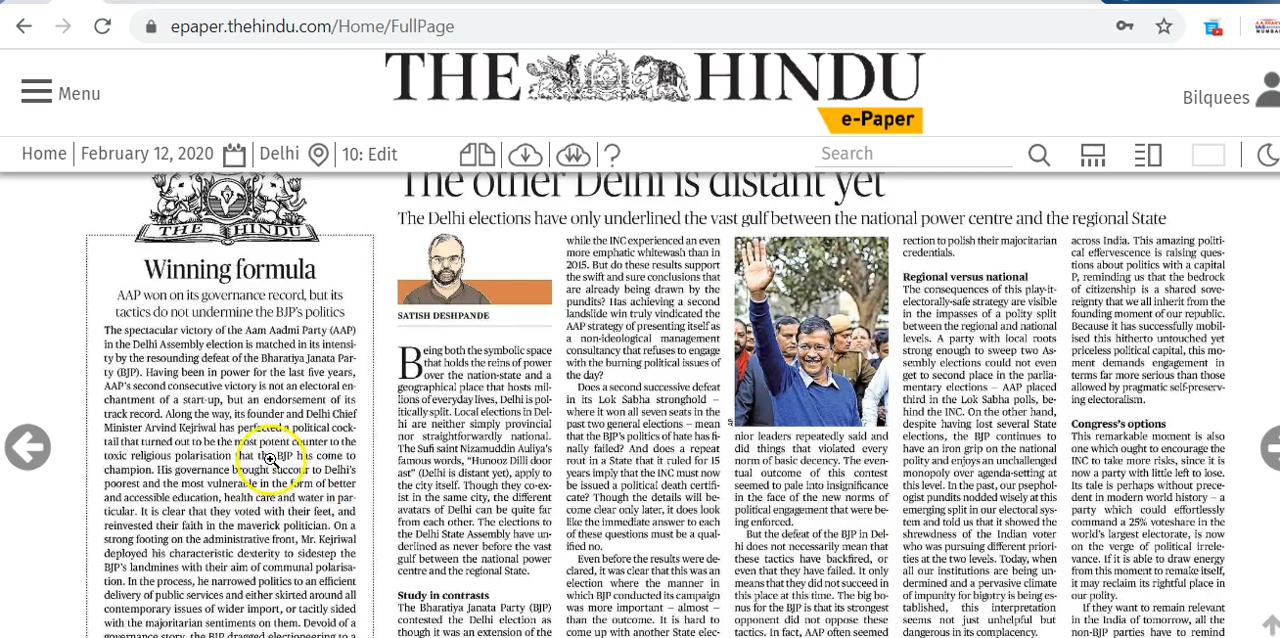 epaper.thehindu.com/Home/FullPage
THE HINDU
e-Paper
Menu
Bilquees
Home | February 12, 2020
Delhi
10: Edit
?
Search
THE HINDU
Winning formula
AAP won on its governance record, but its
tactics do not undermine the BJP's politics
The spectacular victory of the Aam Aadmi Party (AAP)
in the Delhi Assembly election is matched in its intensi-
ty by the resounding defeat of the Bharatiya Janata Par-
ty (BJP). Having been in power for the last five years,
AAP's second consecutive victory is not an electoral en-
chantment of a start-up, but an endorsement of its
track record. Along the way, its founder and Delhi Chief
Minister Arvind Kejriwal has perfected a political cock-
tail that turned out to be the most potent counter to the
toxic religious polarisation that the BJP has come to
champion. His governance brought succour to Delhi's
poorest and the most vulnerable in the form of better
and accessible education, health care and water in par-
ticular. It is clear that they voted with their feet, and
reinvested their faith in the maverick politician. On a
strong footing on the administrative front, Mr. Kejriwal
deployed his characteristic dexterity to sidestep the
BJP's landmines with their aim of communal polarisa-
tion. In the process, he narrowed politics to an efficient
delivery of public services and either skirted around all
contemporary issues of wider import, or tacitly sided
with the majoritarian sentiments on them. Devoid of a
governance story, the BJP dragged electioneering to a
The other Delhi is distant yet
The Delhi elections have only underlined the vast gulf between the national power centre and the regional State
SATISH DESHPANDE
Being both the symbolic space
that holds the reins of power
over the nation-state and a
geographical place that hosts mil-
lions of everyday lives, Delhi is po-
litically split. Local elections in Del-
hi are neither simply provincial
nor straightforwardly national.
The Sufi saint Nizamuddin Auliya's
famous words, "Hunooz Dilli door
ast" (Delhi is distant yet), apply to
the city itself. Though they co-ex-
ist in the same city, the different
avatars of Delhi can be quite far
from each other. The elections to
the Delhi State Assembly have un-
derlined as never before the vast
gulf between the national power
centre and the regional State.
Study in contrasts
The Bharatiya Janata Party (BJP)
contested the Delhi election as
though it was an extension of the
while the INC experienced an even
more emphatic whitewash than in
2015. But do these results support
the swift and sure conclusions that
are already being drawn by the
pundits? Has achieving a second
landslide win truly vindicated the
AAP strategy of presenting itself as
a non-ideological management
consultancy that refuses to engage
with the burning political issues of
the day?
Does a second successive defeat
in its Lok Sabha stronghold –
where it won all seven seats in the
past two general elections – mean
that the BJP's politics of hate has fi-
nally failed? And does a repeat
rout in a State that it ruled for 15
years imply that the INC must now
be issued a political death certifi-
cate? Though the details will be-
come clear only later, it does look
like the immediate answer to each
of these questions must be a qual-
ified no.
Even before the results were de-
clared, it was clear that this was an
election where the manner in
which BJP conducted its campaign
was more important – almost –
than the outcome. It is hard to
come up with another State elec-
nior leaders repeatedly said and
did things that violated every
norm of basic decency. The even-
tual outcome of this contest
seemed to pale into insignificance
in the face of the new norms of
political engagement that were be-
ing enforced.
But the defeat of the BJP in Del-
hi does not necessarily mean that
these tactics have backfired, or
even that they have failed. It only
means that they did not succeed in
this place at this time. The big bo-
nus for the BJP is that its strongest
opponent did not oppose these
tactics. In fact, AAP often seemed
rection to polish their majoritarian
credentials.
Regional versus national
The consequences of this play-it-
electorally-safe strategy are visible
in the impasses of a polity split
between the regional and national
levels. A party with local roots
strong enough to sweep two As-
sembly elections could not even
get to second place in the parlia-
mentary elections – AAP placed
third in the Lok Sabha polls, be-
hind the INC. On the other hand,
despite having lost several State
elections, the BJP continues to
have an iron grip on the national
polity and enjoys an unchallenged
monopoly over agenda-setting at
this level. In the past, our pseph-
ologist pundits nodded wisely at this
emerging split in our electoral sys-
tem and told us that it showed the
shrewdness of the Indian voter
who was pursuing different priori-
ties at the two levels. Today, when
all our institutions are being un-
dermined and a pervasive climate
of impunity for bigotry is being es-
tablished, this interpretation
seems not just unhelpful but
dangerous in its complacency.
across India. This amazing politi-
cal effervescence is raising ques-
tions about politics with a capital
P, reminding us that the bedrock
of citizenship is a shared sove-
reignty that we all inherit from the
founding moment of our republic.
Because it has successfully mobil-
ised this hitherto untouched yet
priceless political capital, this mo-
ment demands engagement in
terms far more serious than those
allowed by pragmatic self-preserv-
ing electoralism.
Congress's options
This remarkable moment is also
the one which ought to encourage
the INC to take more risks, since it is
now a party with little left to lose.
Its tale is perhaps without prece-
dent in modern world history – a
party which could effortlessly
command a 25% voteshare in the
world's largest electorate, is now
on the verge of political irrele-
vance. If it is able to draw energy
from this moment to remake itself,
it may reclaim its rightful place in
our polity.
If they want to remain relevant
in the India of tomorrow, all the
non-BJP parties have to heed